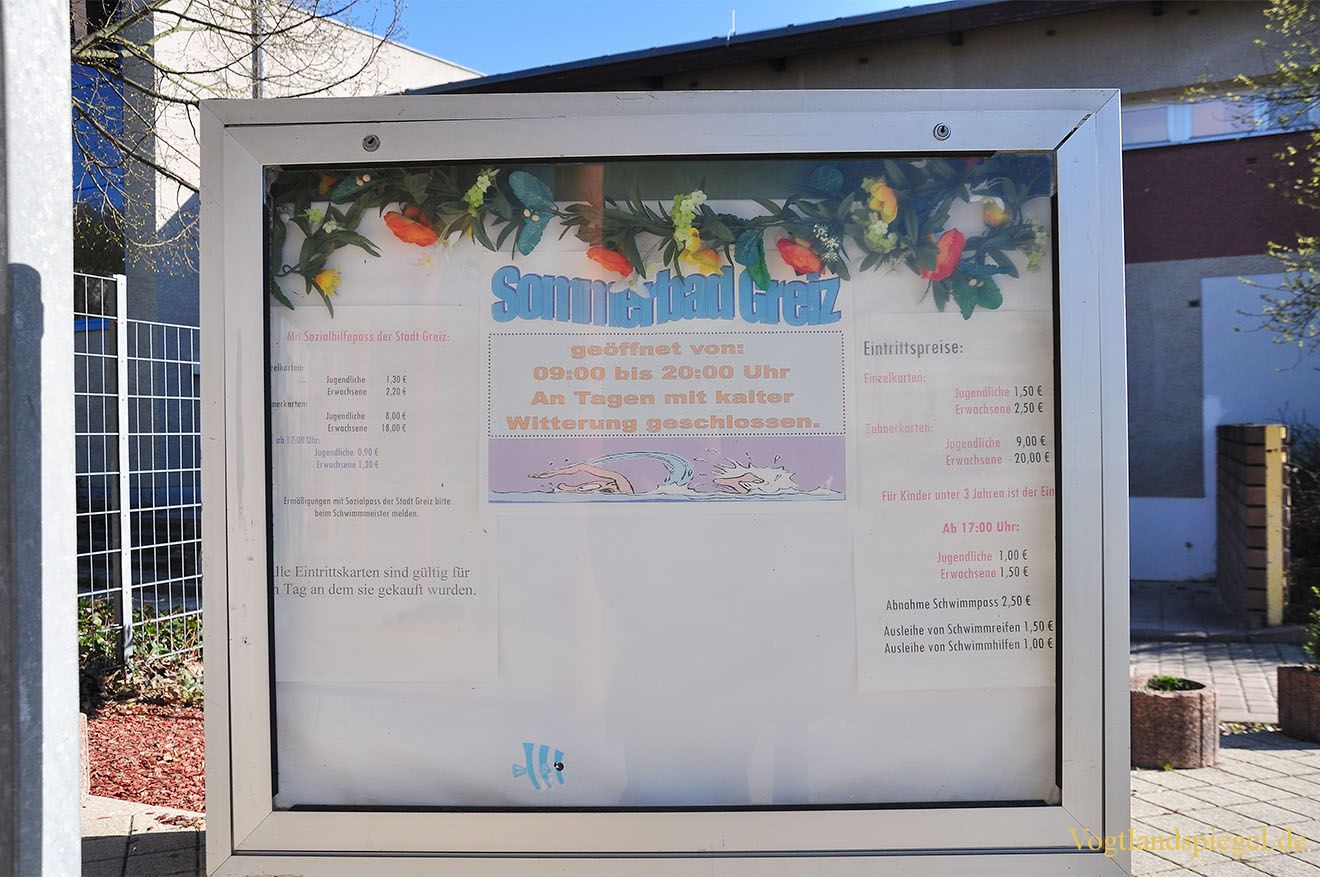 Sommerbad Greiz
geöffnet von:
09:00 bis 20:00 Uhr
An Tagen mit kalter
Witterung geschlossen.
Mit Sozialhilfepass der Stadt Greiz:
elkarten:
Jugendliche 1,30 €
Erwachsene 2,20 €
nerkarten:
Jugendliche 8,00 €
Erwachsene 18,00 €
ab 17:00 Uhr:
Jugendliche 0,90 €
Erwachsene 1,30 €
Ermäßigungen mit Sozialpass der Stadt Greiz bitte
beim Schwimmmeister melden.
lle Eintrittskarten sind gültig für
n Tag an dem sie gekauft wurden.
Eintrittspreise:
Einzelkarten:
Jugendliche 1,50 €
Erwachsene 2,50 €
Zehnerkarten:
Jugendliche 9,00 €
Erwachsene 20,00 €
Für Kinder unter 3 Jahren ist der Ein
Ab 17:00 Uhr:
Jugendliche 1,00 €
Erwachsene 1,50 €
Abnahme Schwimmpass 2,50 €
Ausleihe von Schwimmreifen 1,50 €
Ausleihe von Schwimmhilfen 1,00 €
Vogtlandspiegel.de